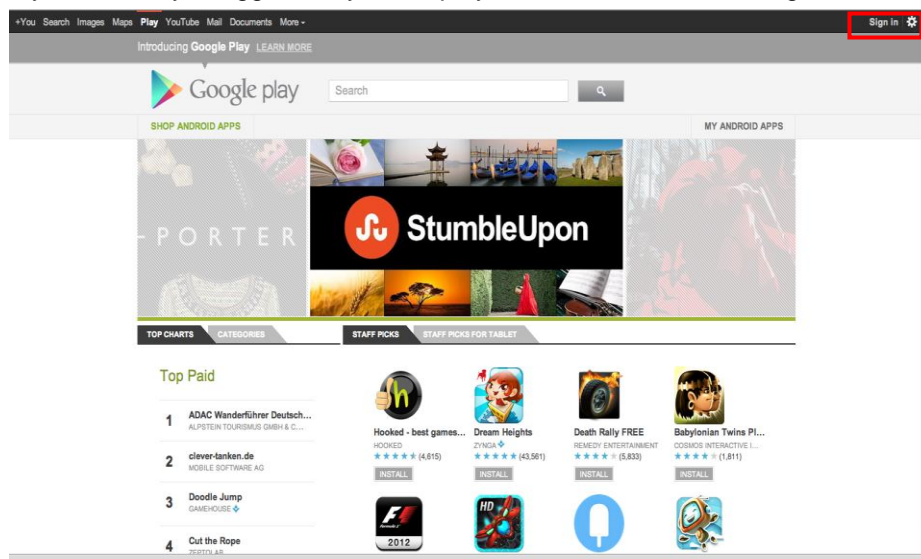 +You Search Images Maps Play YouTube Mail Documents More
Sign in
Introducing Google Play LEARN MORE
Google play
Search
SHOP ANDROID APPS
MY ANDROID APPS
-PORTER
StumbleUpon
TOP CHARTS
CATEGORIES
STAFF PICKS
STAFF PICKS FOR TABLET
Top Paid
1
ADAC Wanderführer Deutsch...
ALPSTEIN TOURISMUS GMBH & C....
2
clever-tanken.de
MOBILE SOFTWARE AG
3
Doodle Jump
GAMEHOUSE
4
Cut the Rope
ZEPTOLAB
Hooked - best games...
HOOKED
(4,615)
INSTALL
Dream Heights
ZYNGA
(43,561)
INSTALL
Death Rally FREE
REMEDY ENTERTAINMENT
(5,833)
INSTALL
Babylonian Twins Pl...
COSMOS INTERACTIVE I...
(1,811)
INSTALL
F1
2012
HD